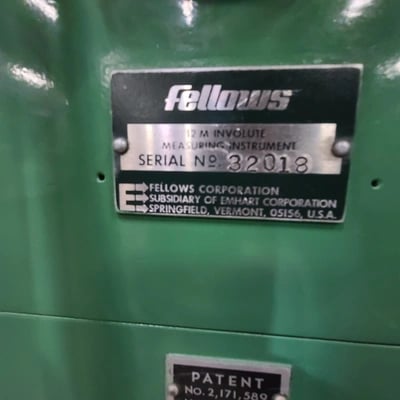 Fellows
12 M INVOLUTE
MEASURING INSTRUMENT
SERIAL No 32018
FELLOWS CORPORATION
SUBSIDIARY OF EMHART CORPORATION
SPRINGFIELD, VERMONT, 05156, U.S.A.
PATENT
No. 2,171,589